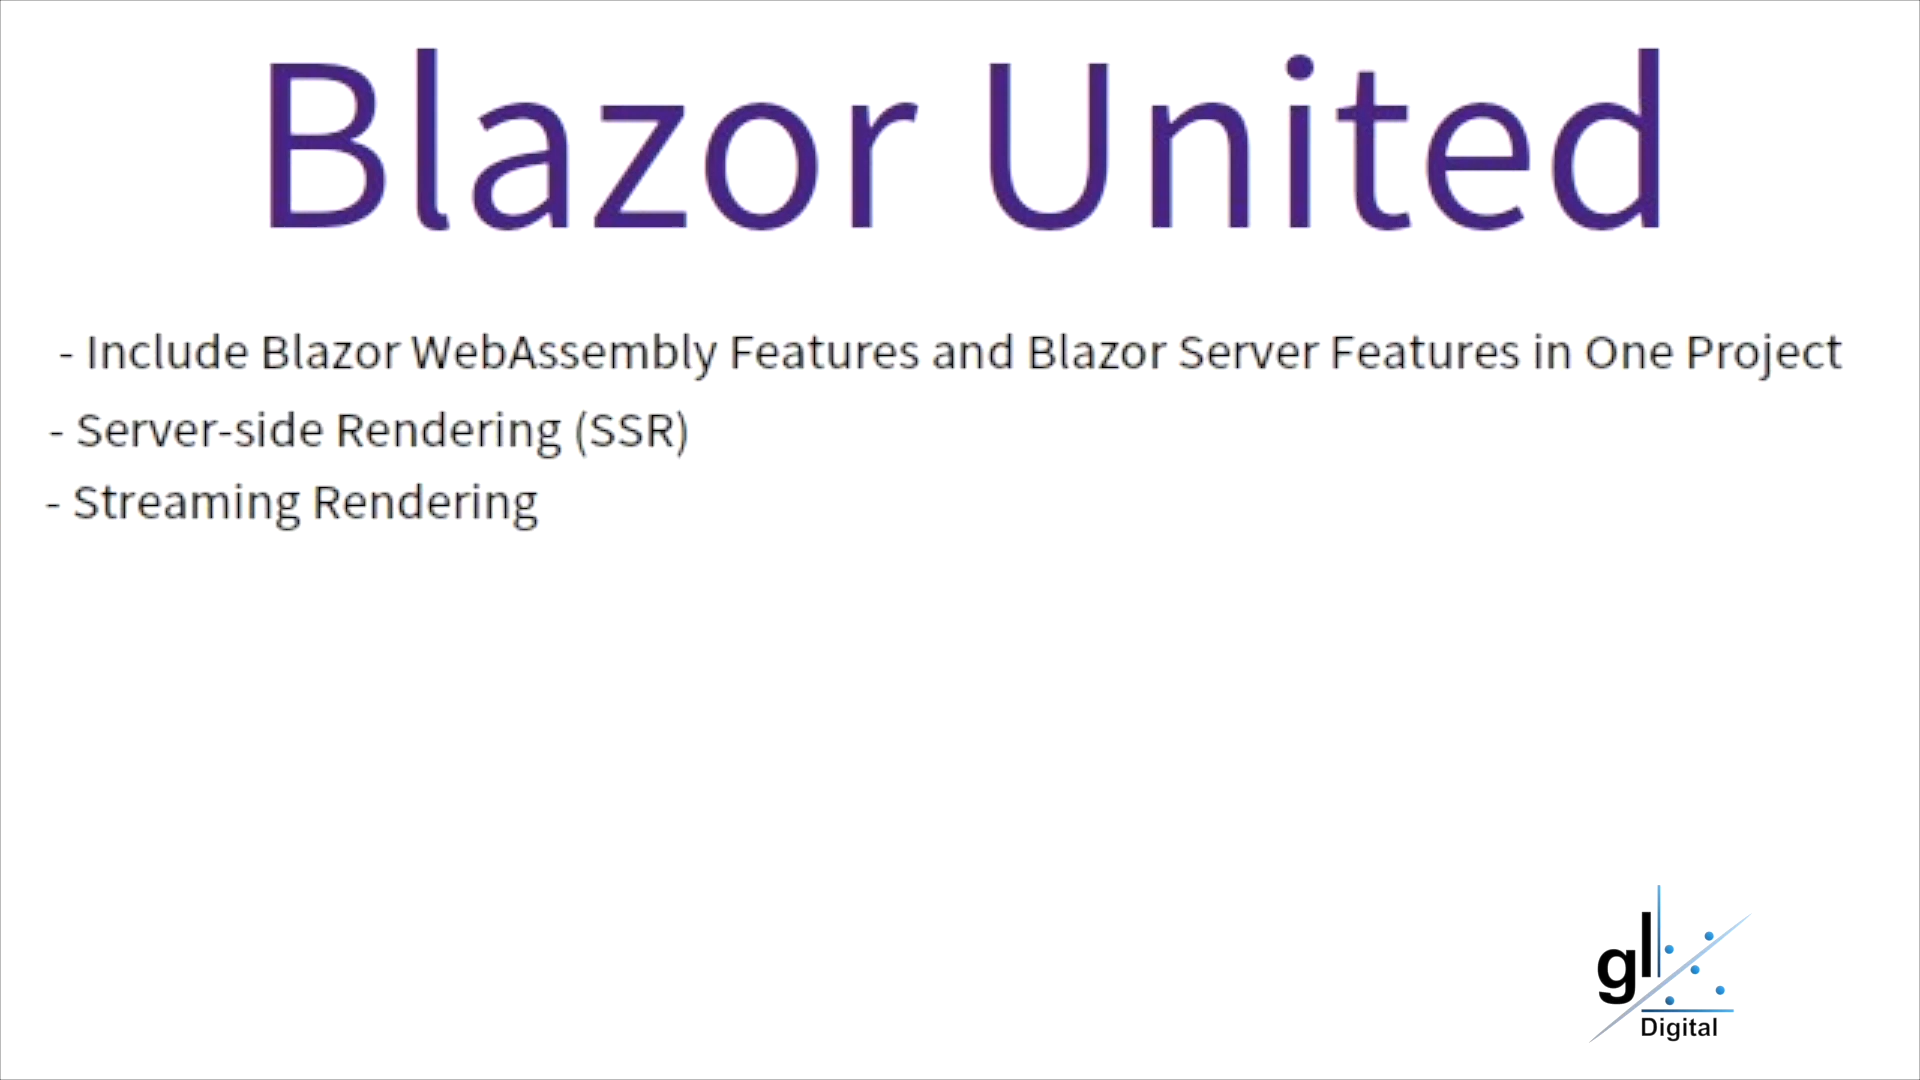 Blazor United
- Include Blazor WebAssembly Features and Blazor Server Features in One Project
- Server-side Rendering (SSR)
- Streaming Rendering
gl
Digital